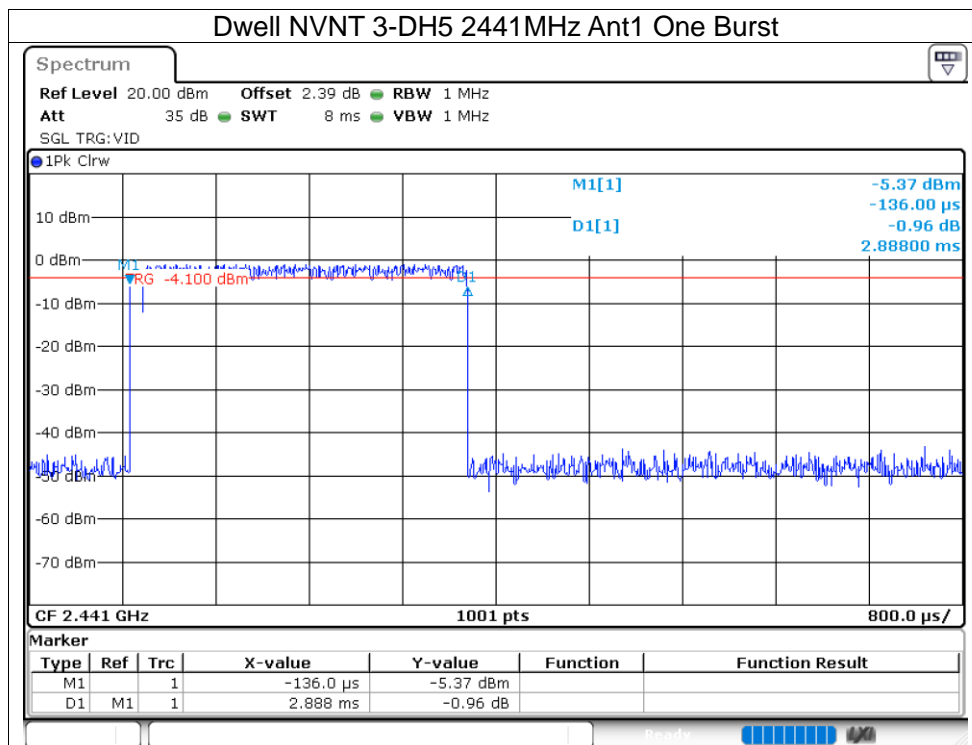 Dwell NVNT 3-DH5 2441MHz Ant1 One Burst
Spectrum
Ref Level 20.00 dBm Offset 2.39 dB RBW 1 MHz
Att 35 dB SWT 8 ms VBW 1 MHz
SGL TRG:VID
1Pk Clrw
M1[1] -5.37 dBm
-136.00 µs
10 dBm
D1[1] -0.96 dB
2.88800 ms
0 dBm
M1
D1
TRG -4.100 dBm
-10 dBm
-20 dBm
-30 dBm
-40 dBm
-50 dBm
-60 dBm
-70 dBm
CF 2.441 GHz 1001 pts 800.0 µs/
Marker
Type Ref Trc X-value Y-value Function Function Result
M1 1 -136.0 µs -5.37 dBm
D1 M1 1 2.888 ms -0.96 dB
Ready